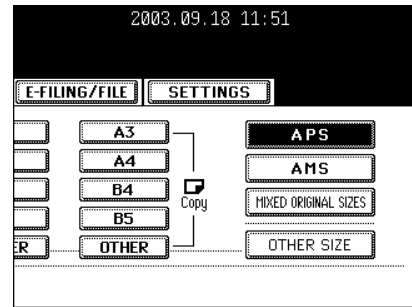 2003.09.18 11:51
E-FILING/FILE SETTINGS
A3 APS
A4 AMS
B4 Copy MIXED ORIGINAL SIZES
B5
ER OTHER OTHER SIZE